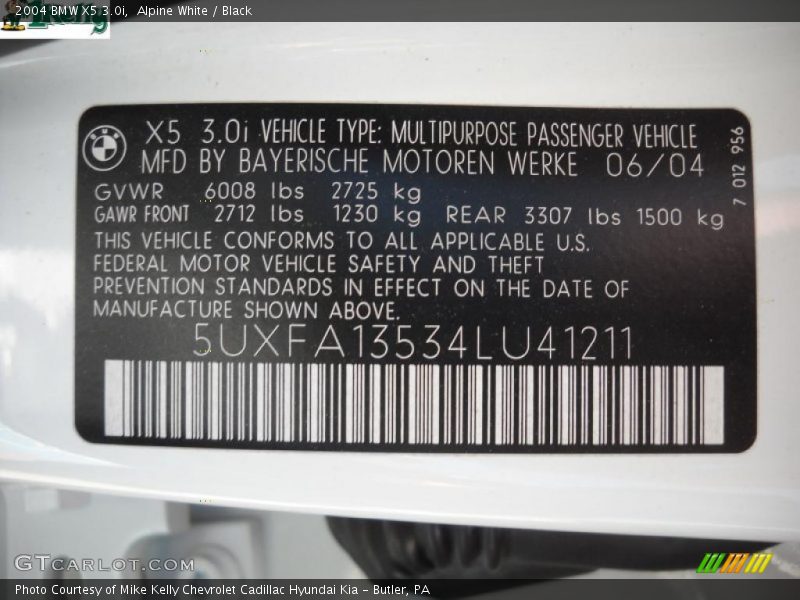 2004 BMW X5 3.0i, Alpine White / Black
X5 3.0i VEHICLE TYPE: MULTIPURPOSE PASSENGER VEHICLE
MFD BY BAYERISCHE MOTOREN WERKE 06/04
GVWR 6008 lbs 2725 kg
GAWR FRONT 2712 lbs 1230 kg REAR 3307 lbs 1500 kg
THIS VEHICLE CONFORMS TO ALL APPLICABLE U.S.
FEDERAL MOTOR VEHICLE SAFETY AND THEFT
PREVENTION STANDARDS IN EFFECT ON THE DATE OF
MANUFACTURE SHOWN ABOVE.
5UXFA13534LU41211
7 012 956
GTCARLOT.COM
Photo Courtesy of Mike Kelly Chevrolet Cadillac Hyundai Kia – Butler, PA